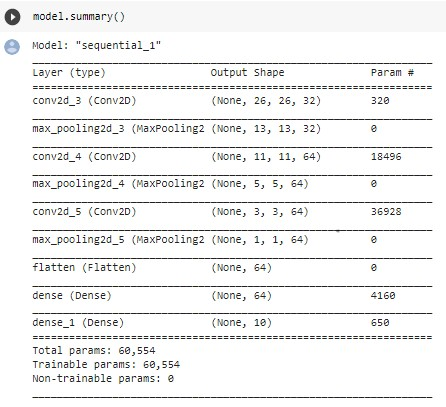 model.summary()
Model: "sequential_1"
Layer (type) Output Shape Param #
conv2d_3 (Conv2D) (None, 26, 26, 32) 320
max_pooling2d_3 (MaxPooling2 (None, 13, 13, 32) 0
conv2d_4 (Conv2D) (None, 11, 11, 64) 18496
max_pooling2d_4 (MaxPooling2 (None, 5, 5, 64) 0
conv2d_5 (Conv2D) (None, 3, 3, 64) 36928
max_pooling2d_5 (MaxPooling2 (None, 1, 1, 64) 0
flatten (Flatten) (None, 64) 0
dense (Dense) (None, 64) 4160
dense_1 (Dense) (None, 10) 650
Total params: 60,554
Trainable params: 60,554
Non-trainable params: 0